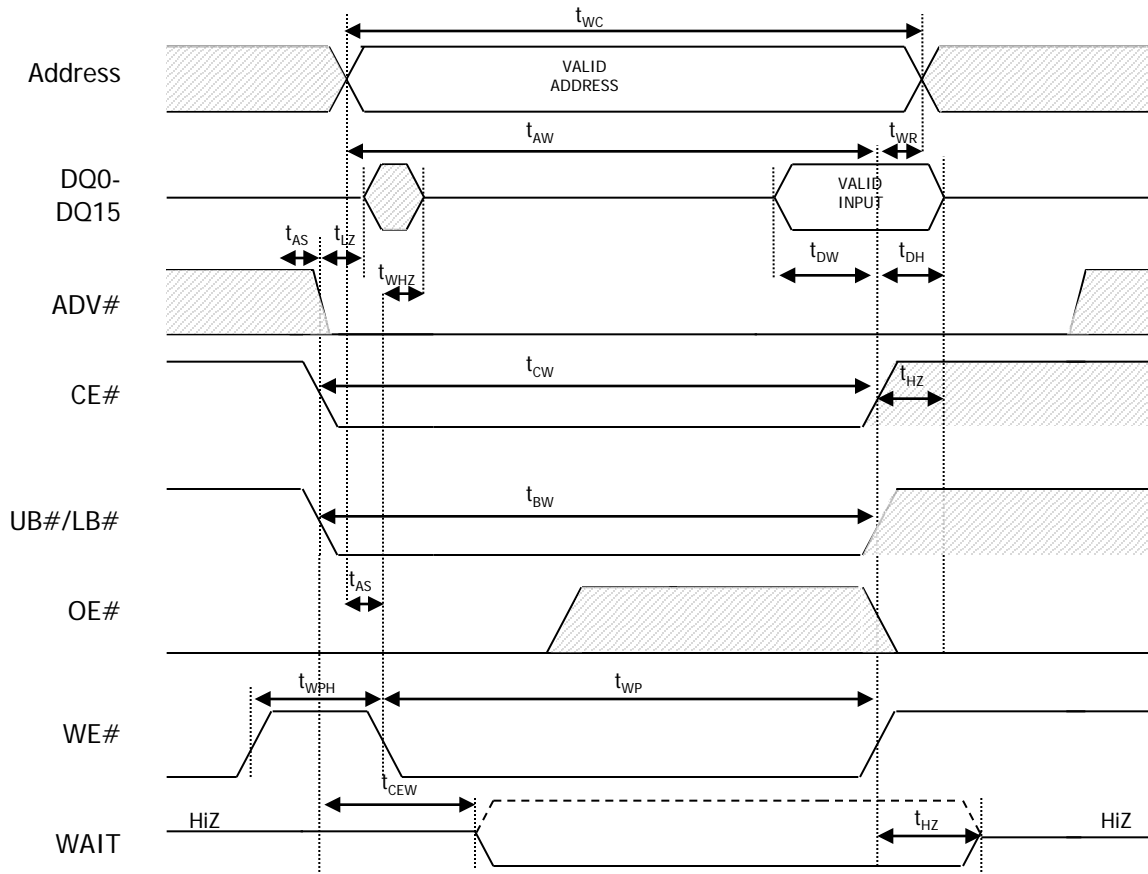 tWC
Address
VALID
ADDRESS
tAW
tWR
DQ0-
DQ15
VALID
INPUT
tAS
tLZ
tDW
tDH
tWHZ
ADV#
tCW
tHZ
CE#
tBW
UB#/LB#
tAS
OE#
tWPH
tWP
WE#
tCEW
HiZ
tHZ
HiZ
WAIT